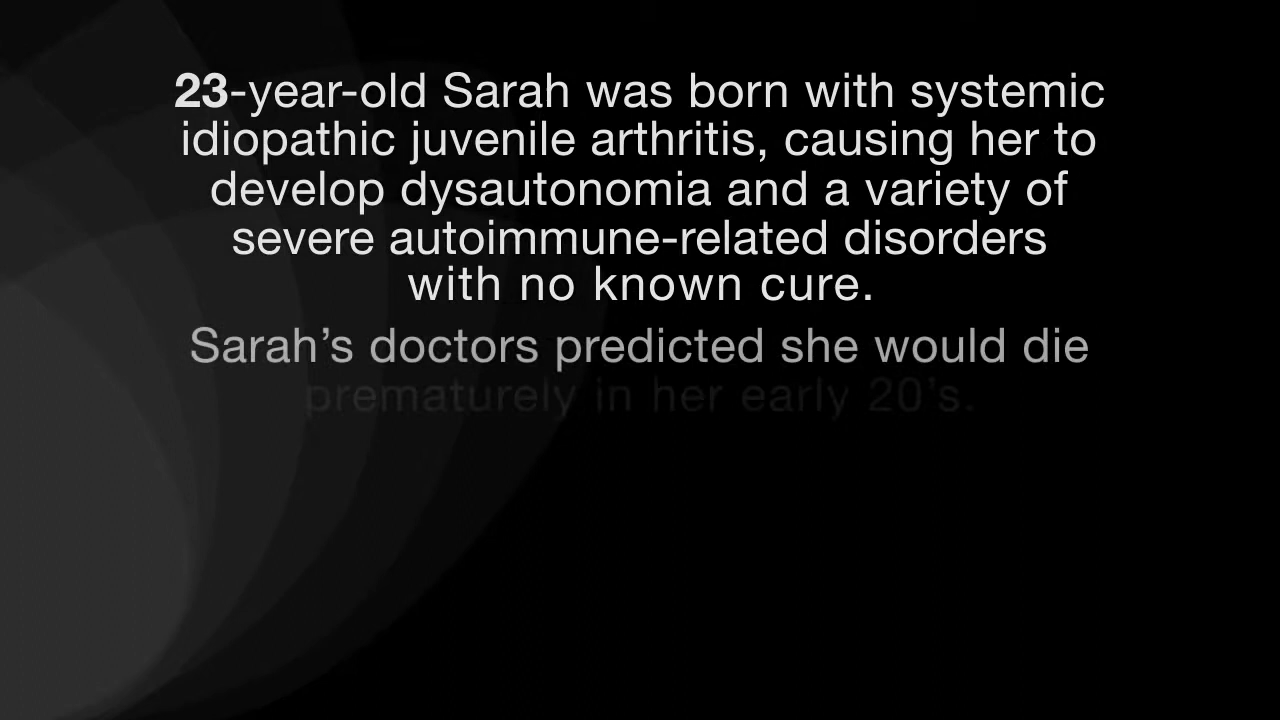 23-year-old Sarah was born with systemic
idiopathic juvenile arthritis, causing her to
develop dysautonomia and a variety of
severe autoimmune-related disorders
with no known cure.
Sarah’s doctors predicted she would die
prematurely in her early 20’s.